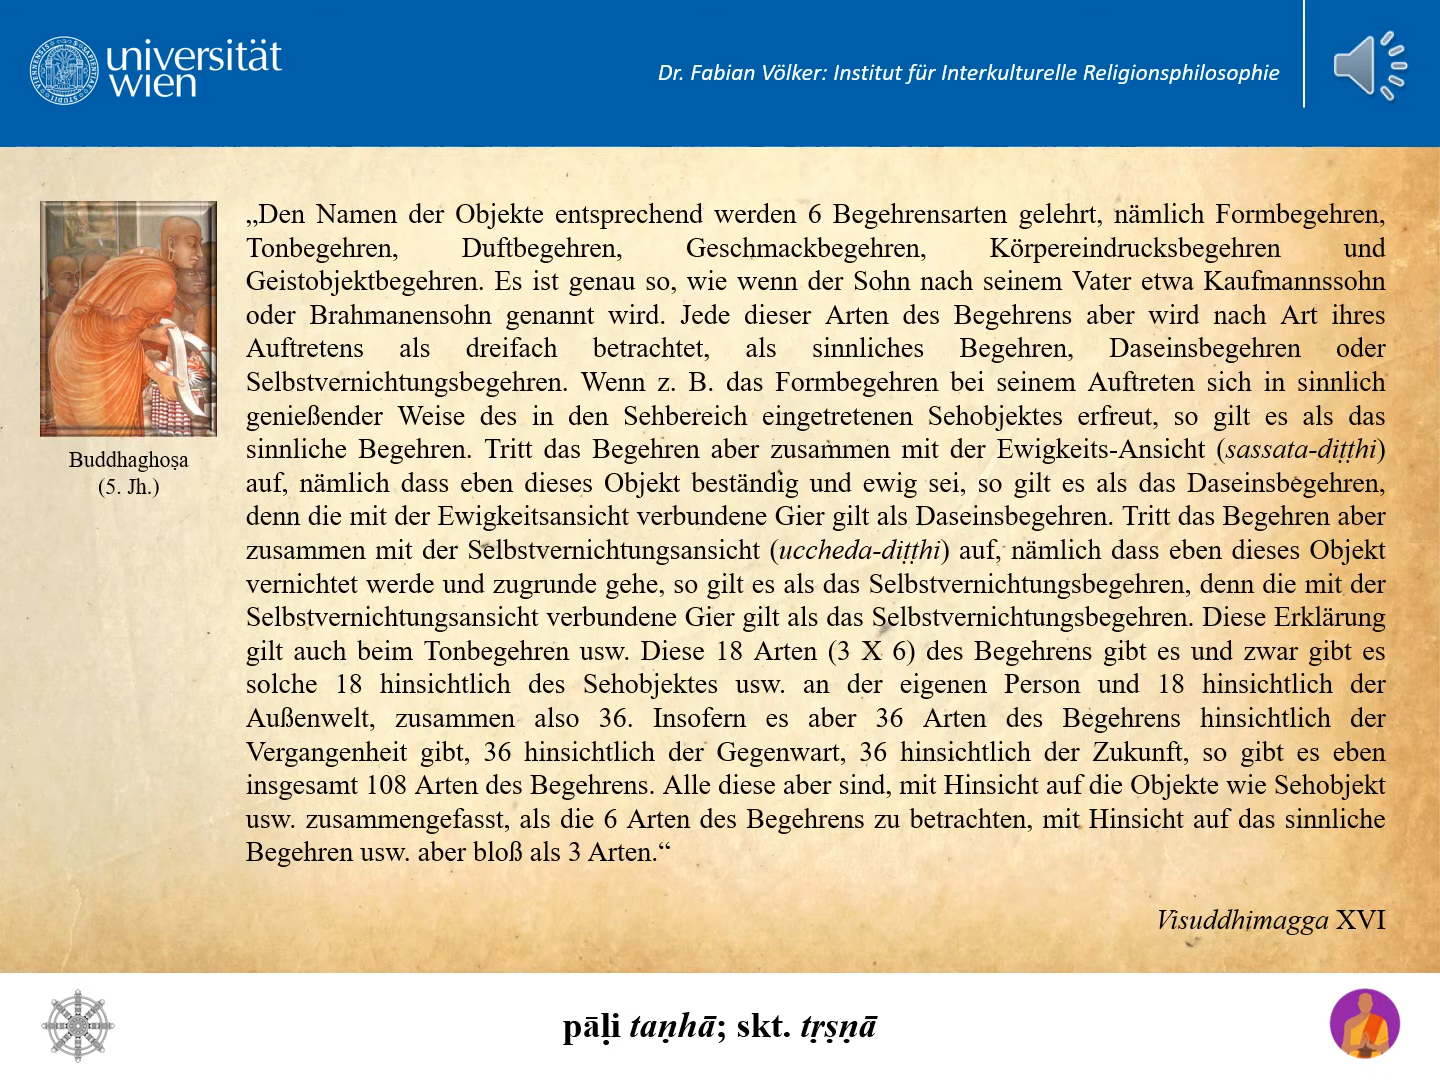 universität
wien
Dr. Fabian Völker: Institut für Interkulturelle Religionsphilosophie
„Den Namen der Objekte entsprechend werden 6 Begehrensarten gelehrt, nämlich Formbegehren,
Tonbegehren, Duftbegehren, Geschmackbegehren, Körpereindrucksbegehren und
Geistobjektbegehren. Es ist genau so, wie wenn der Sohn nach seinem Vater etwa Kaufmannssohn
oder Brahmanensohn genannt wird. Jede dieser Arten des Begehrens aber wird nach Art ihres
Auftretens als dreifach betrachtet, als sinnliches Begehren, Daseinsbegehren oder
Selbstvernichtungsbegehren. Wenn z. B. das Formbegehren bei seinem Auftreten sich in sinnlich
genießender Weise des in den Sehbereich eingetretenen Sehobjektes erfreut, so gilt es als das
sinnliche Begehren. Tritt das Begehren aber zusammen mit der Ewigkeits-Ansicht (sassata-diṭṭhi)
auf, nämlich dass eben dieses Objekt beständig und ewig sei, so gilt es als das Daseinsbegehren,
denn die mit der Ewigkeitsansicht verbundene Gier gilt als Daseinsbegehren. Tritt das Begehren aber
zusammen mit der Selbstvernichtungsansicht (uccheda-diṭṭhi) auf, nämlich dass eben dieses Objekt
vernichtet werde und zugrunde gehe, so gilt es als das Selbstvernichtungsbegehren, denn die mit der
Selbstvernichtungsansicht verbundene Gier gilt als das Selbstvernichtungsbegehren. Diese Erklärung
gilt auch beim Tonbegehren usw. Diese 18 Arten (3 X 6) des Begehrens gibt es und zwar gibt es
solche 18 hinsichtlich des Sehobjektes usw. an der eigenen Person und 18 hinsichtlich der
Außenwelt, zusammen also 36. Insofern es aber 36 Arten des Begehrens hinsichtlich der
Vergangenheit gibt, 36 hinsichtlich der Gegenwart, 36 hinsichtlich der Zukunft, so gibt es eben
insgesamt 108 Arten des Begehrens. Alle diese aber sind, mit Hinsicht auf die Objekte wie Sehobjekt
usw. zusammengefasst, als die 6 Arten des Begehrens zu betrachten, mit Hinsicht auf das sinnliche
Begehren usw. aber bloß als 3 Arten.“
Buddhaghoṣa
(5. Jh.)
Visuddhimagga XVI
pāḷi taṇhā; skt. tṛṣṇā